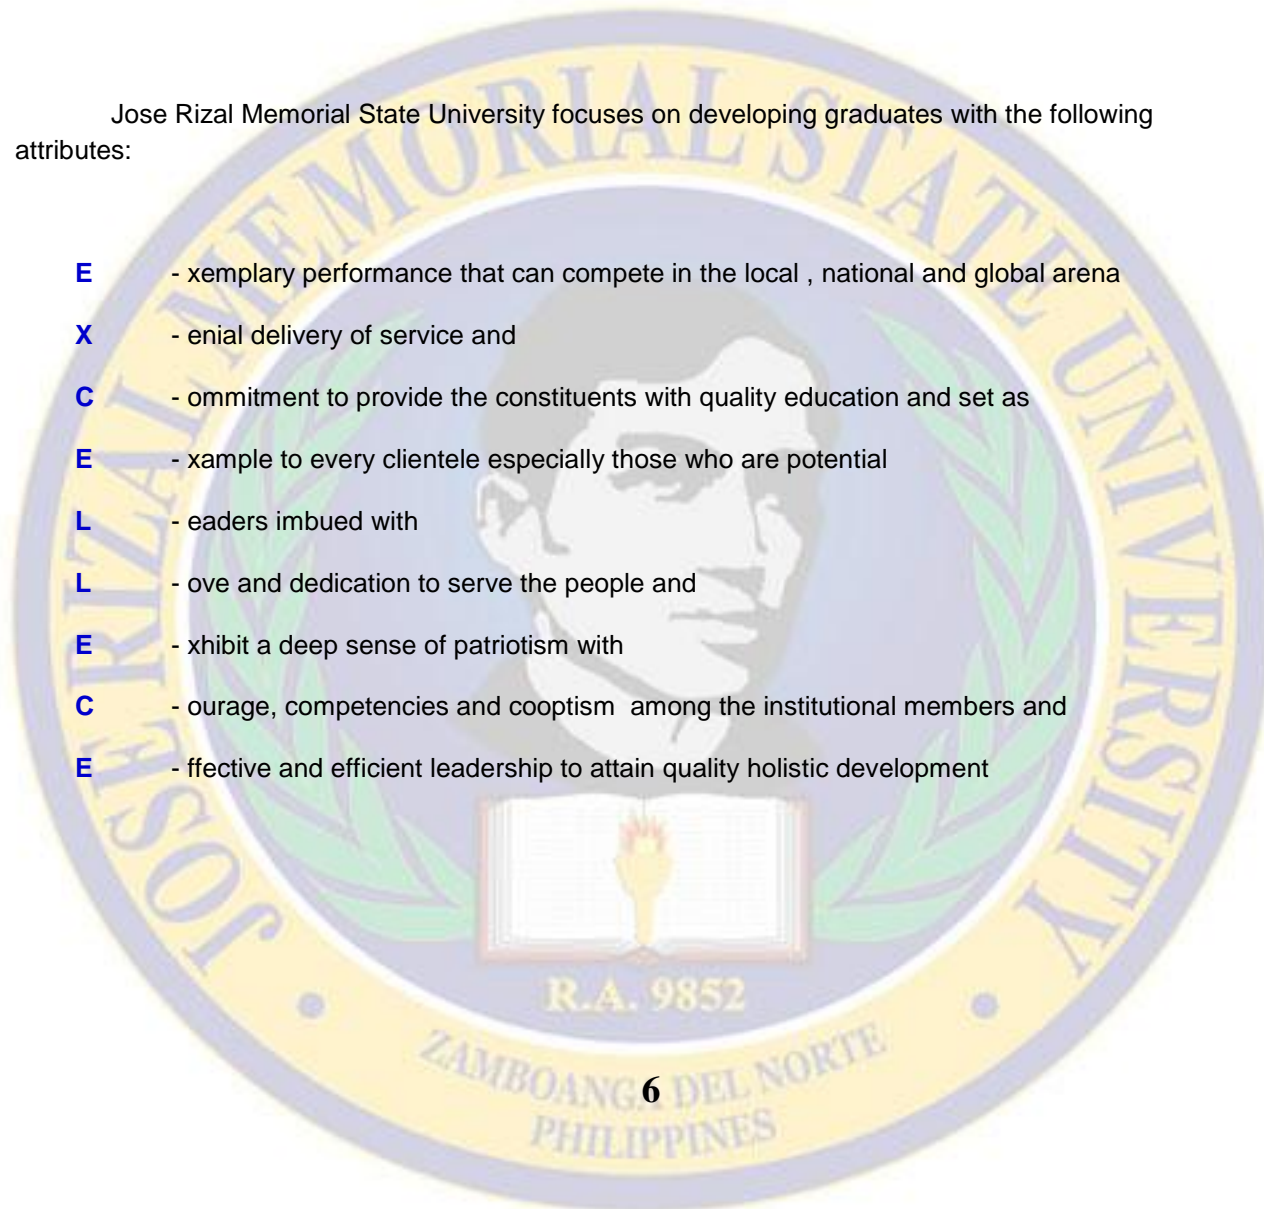 Jose Rizal Memorial State University focuses on developing graduates with the following
attributes:
E - xemplary performance that can compete in the local , national and global arena
X - enial delivery of service and
C - ommitment to provide the constituents with quality education and set as
E - xample to every clientele especially those who are potential
L - eaders imbued with
L - ove and dedication to serve the people and
E - xhibit a deep sense of patriotism with
C - ourage, competencies and cooptism among the institutional members and
E - ffective and efficient leadership to attain quality holistic development
JOSE RIZAL MEMORIAL STATE UNIVERSITY
R.A. 9852
ZAMBOANGA DEL NORTE
PHILIPPINES
6